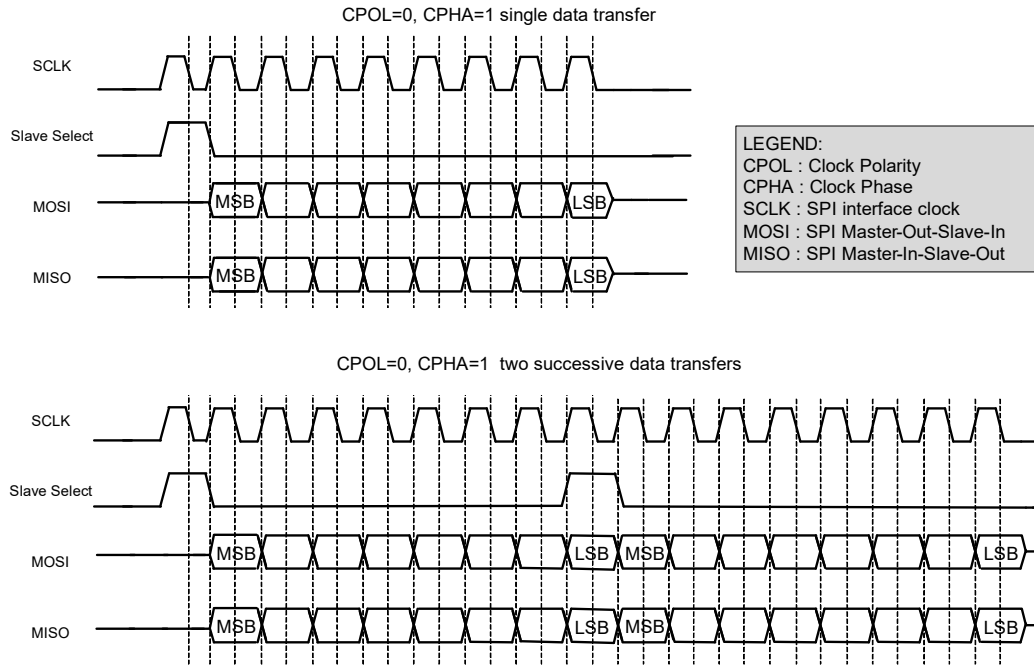 CPOL=0, CPHA=1 single data transfer
SCLK
Slave Select
MOSI
MSB
LSB
MISO
MSB
LSB
LEGEND:
CPOL : Clock Polarity
CPHA : Clock Phase
SCLK : SPI interface clock
MOSI : SPI Master-Out-Slave-In
MISO : SPI Master-In-Slave-Out
CPOL=0, CPHA=1 two successive data transfers
SCLK
Slave Select
MOSI
MSB
LSB
MSB
LSB
MISO
MSB
LSB
MSB
LSB